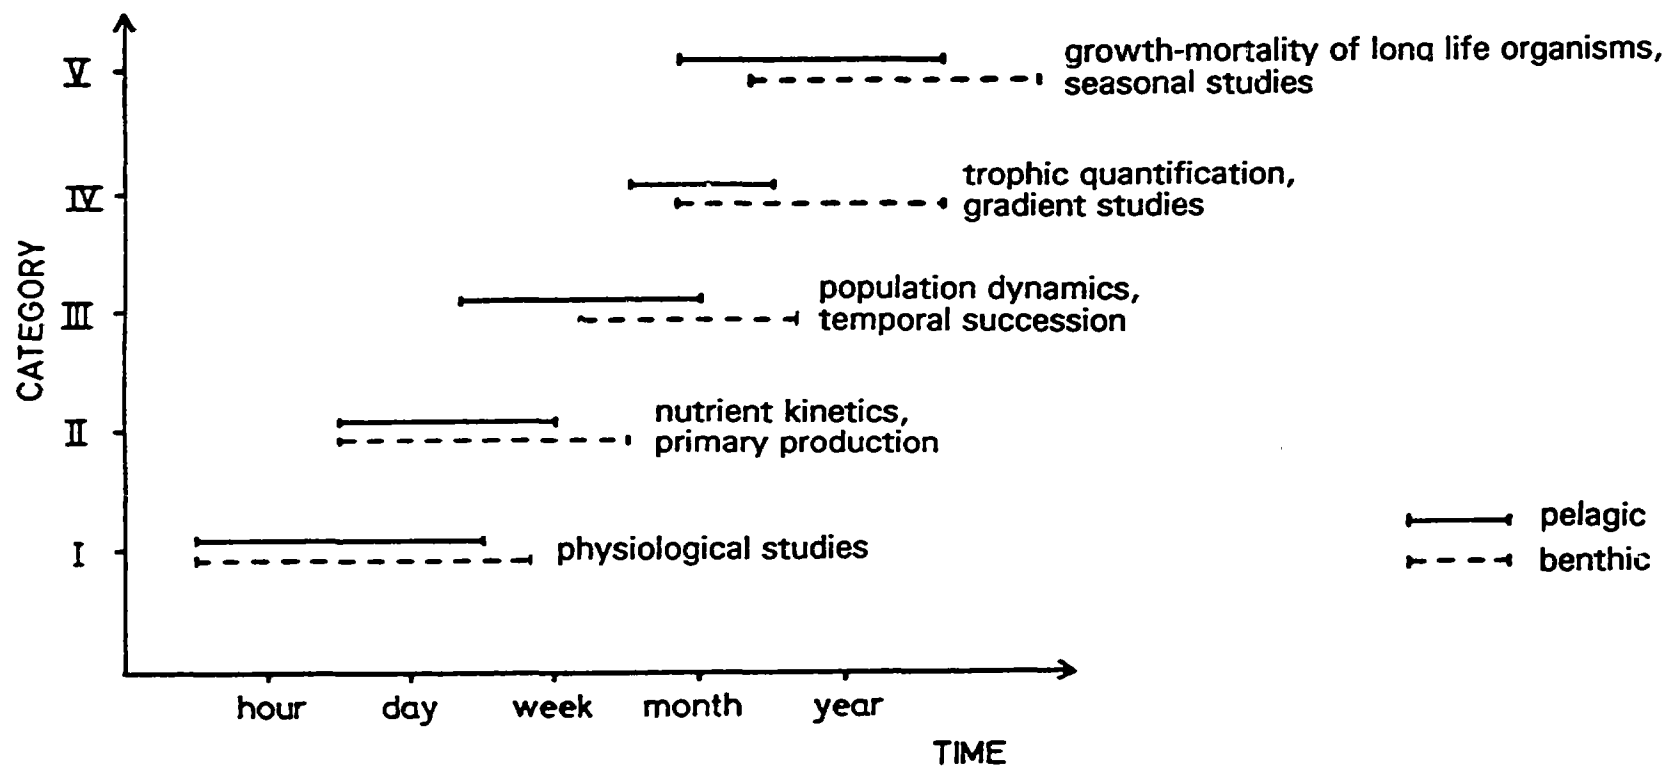 V
growth-mortality of long life organisms,
seasonal studies
IV
trophic quantification,
gradient studies
CATEGORY
III
population dynamics,
temporal succession
II
nutrient kinetics,
primary production
I
physiological studies
pelagic
benthic
hour day week month year
TIME